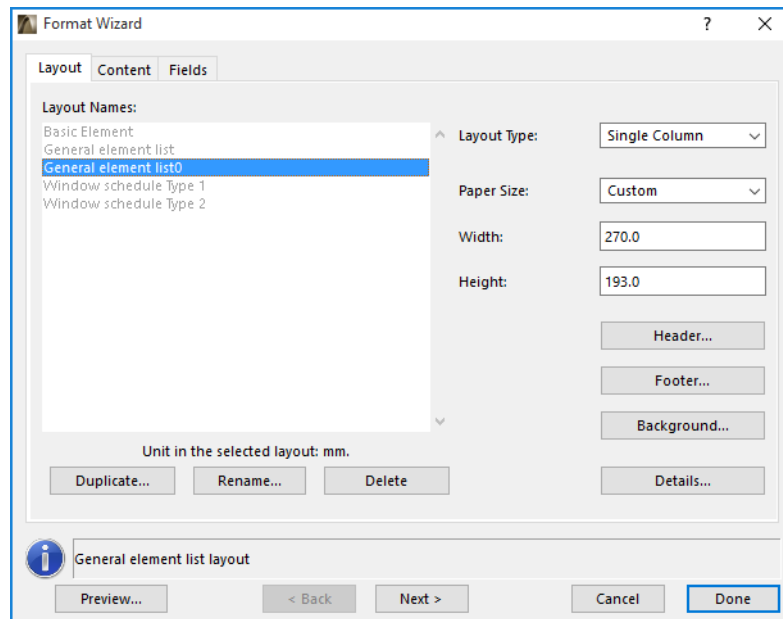 Format Wizard
Layout Content Fields
Layout Names:
Basic Element
General element list
General element list0
Window schedule Type 1
Window schedule Type 2
Unit in the selected layout: mm.
Duplicate... Rename... Delete
Layout Type: Single Column
Paper Size: Custom
Width: 270.0
Height: 193.0
Header...
Footer...
Background...
Details...
General element list layout
Preview... < Back Next > Cancel Done